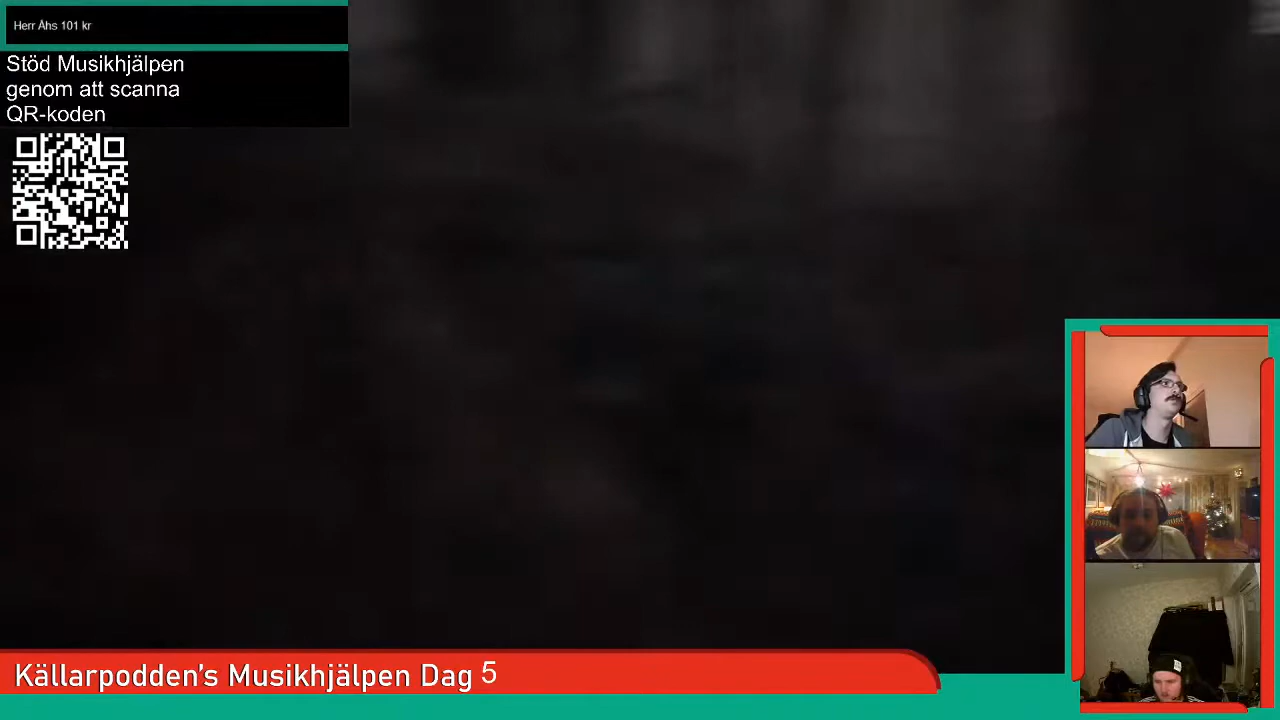 Herr Åhs 101 kr
Stöd Musikhjälpen
genom att scanna
QR-koden
Källarpodden's Musikhjälpen Dag 5